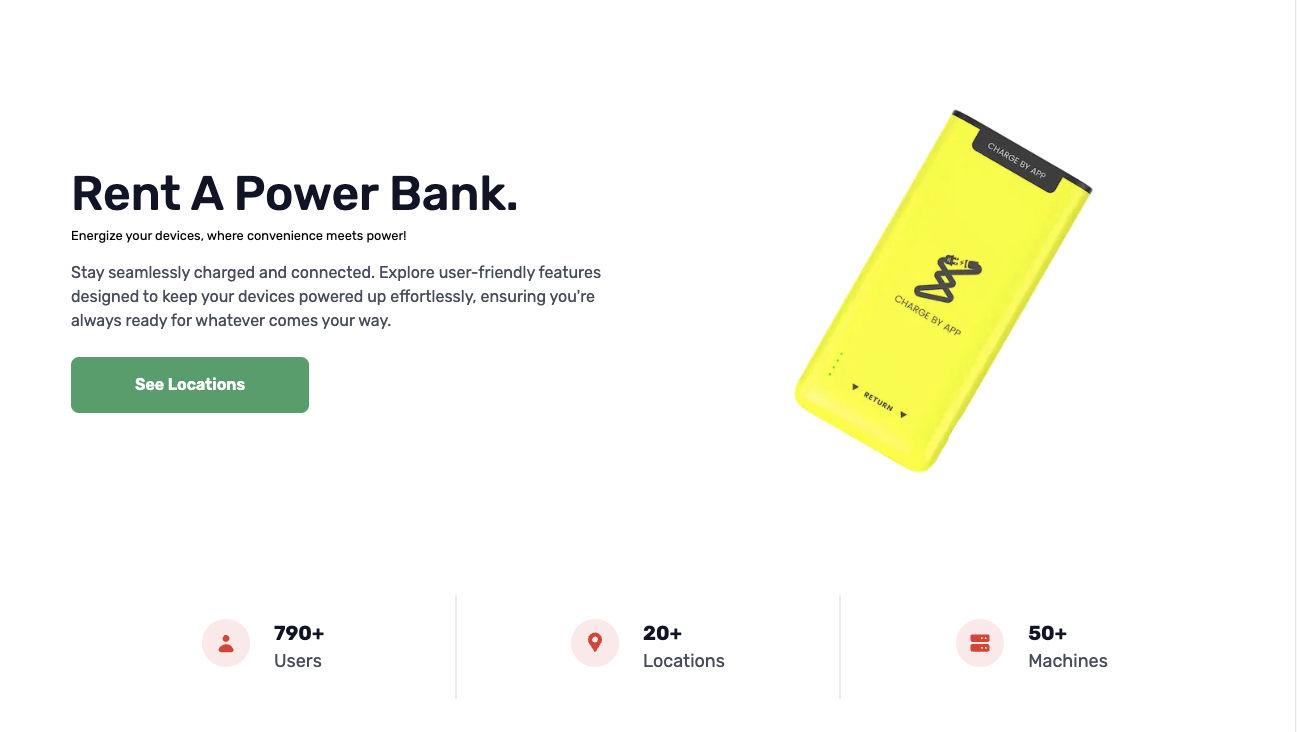 Rent A Power Bank.
Energize your devices, where convenience meets power!
Stay seamlessly charged and connected. Explore user-friendly features
designed to keep your devices powered up effortlessly, ensuring you're
always ready for whatever comes your way.
See Locations
CHARGE BY APP
CHARGE BY APP
RETURN
790+
Users
20+
Locations
50+
Machines